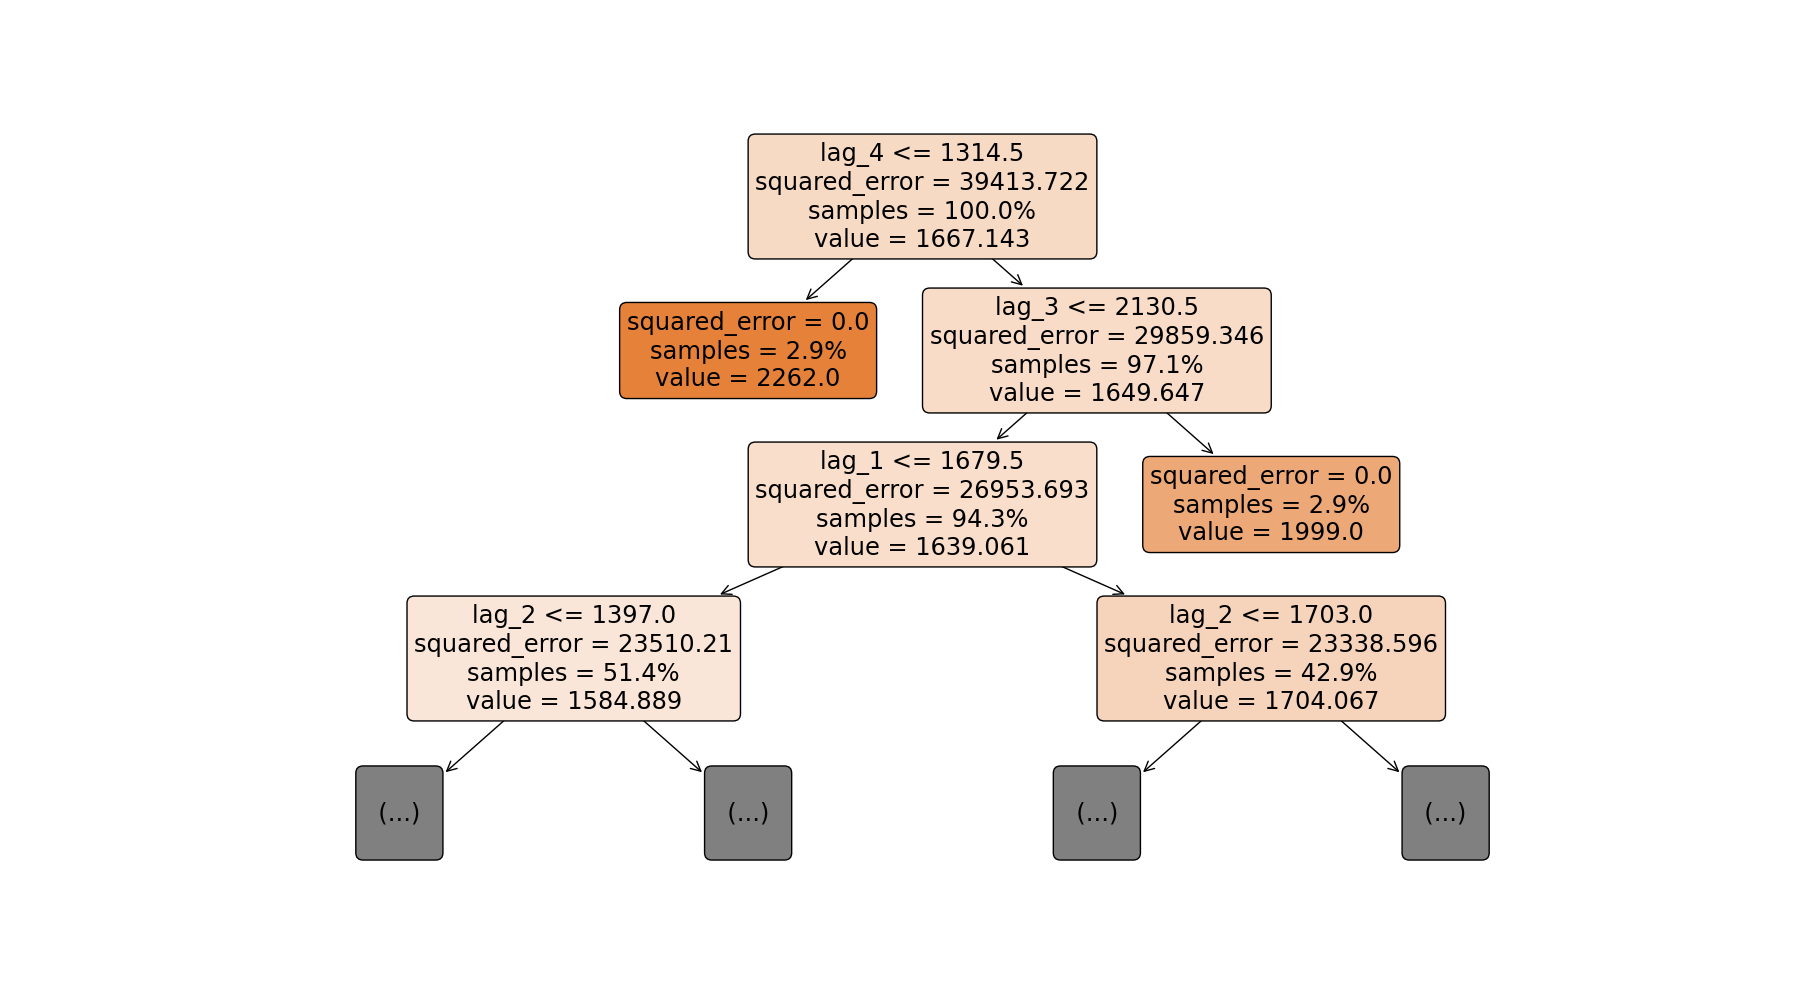 lag_4 <= 1314.5
squared_error = 39413.722
samples = 100.0%
value = 1667.143
squared_error = 0.0
samples = 2.9%
value = 2262.0
lag_3 <= 2130.5
squared_error = 29859.346
samples = 97.1%
value = 1649.647
lag_1 <= 1679.5
squared_error = 26953.693
samples = 94.3%
value = 1639.061
squared_error = 0.0
samples = 2.9%
value = 1999.0
lag_2 <= 1397.0
squared_error = 23510.21
samples = 51.4%
value = 1584.889
lag_2 <= 1703.0
squared_error = 23338.596
samples = 42.9%
value = 1704.067
(...)
(...)
(...)
(...)